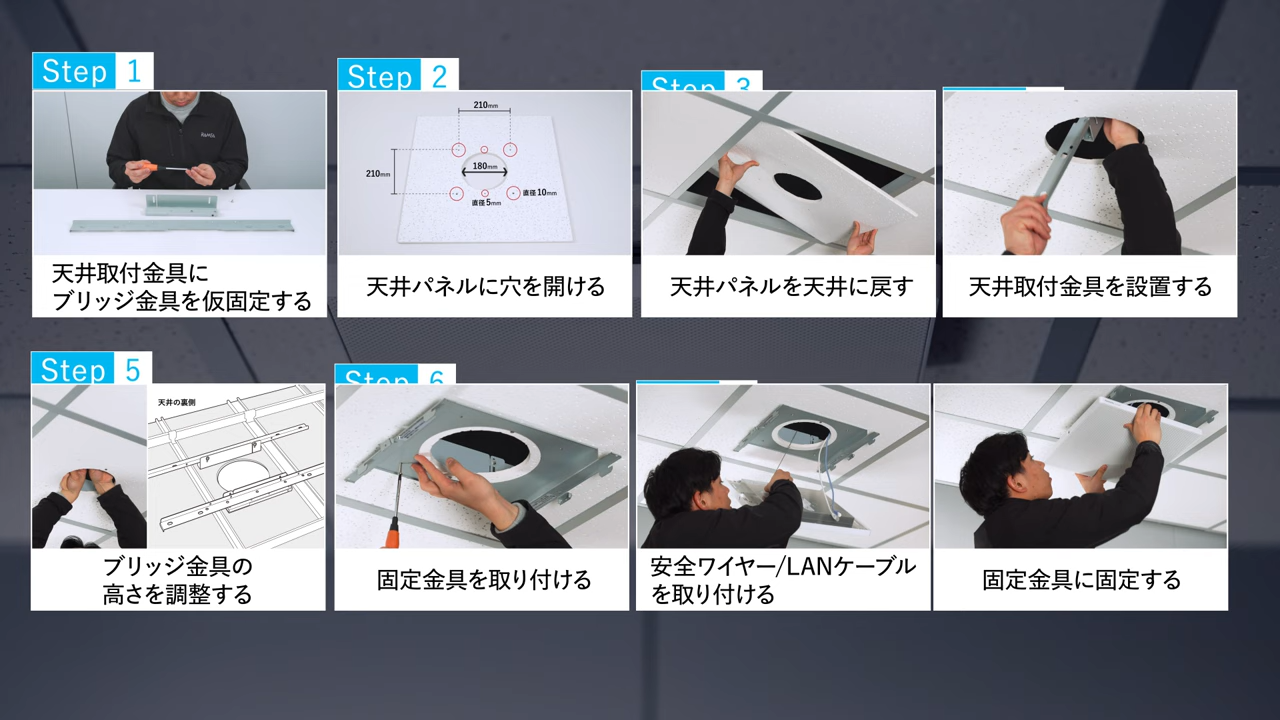 Step 1
天井取付金具に
ブリッジ金具を仮固定する
Step 2
210mm
210mm
180mm
直径10mm
直径5mm
天井パネルに穴を開ける
Step 3
天井パネルを天井に戻す
天井取付金具を設置する
Step 5
天井の裏側
ブリッジ金具の
高さを調整する
Step 6
固定金具を取り付ける
安全ワイヤー/LANケーブル
を取り付ける
固定金具に固定する